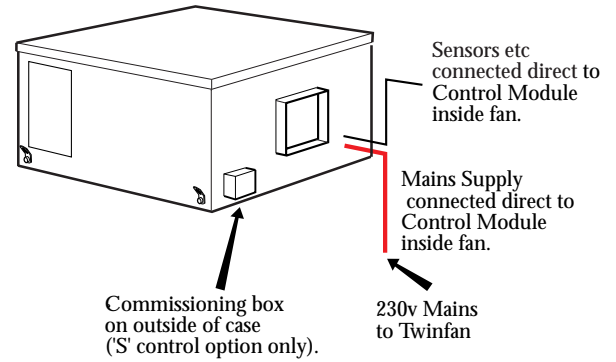 Sensors etc
connected direct to
Control Module
inside fan.
Mains Supply
connected direct to
Control Module
inside fan.
Commissioning box
on outside of case
('S' control option only).
230v Mains
to Twinfan